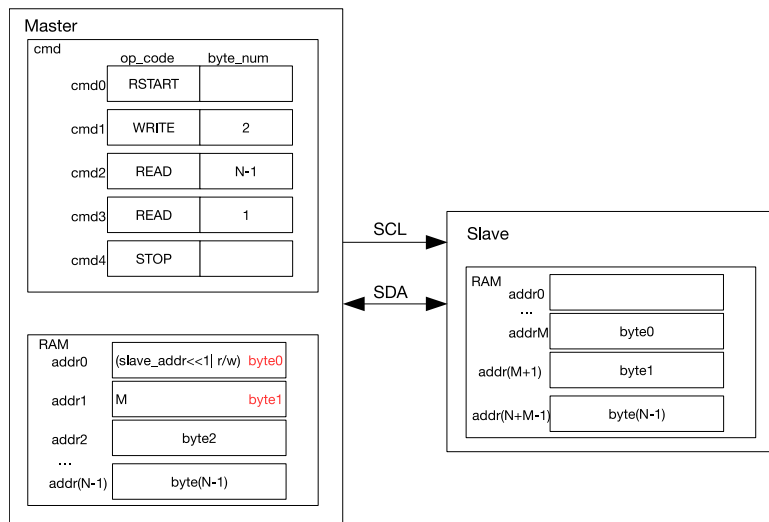 Master
cmd
op_code byte_num
cmd0 RSTART
cmd1 WRITE 2
cmd2 READ N-1
cmd3 READ 1
cmd4 STOP
RAM
addr0 (slave_addr<<1| r/w) byte0
addr1 M byte1
addr2 byte2
...
addr(N-1) byte(N-1)
SCL
SDA
Slave
RAM
addr0
...
addrM byte0
addr(M+1) byte1
addr(N+M-1) byte(N-1)